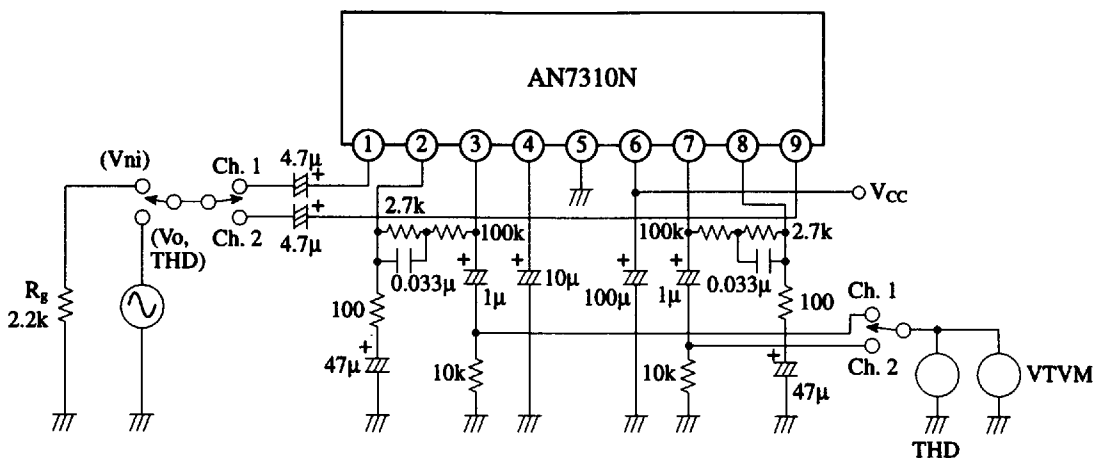 AN7310N
1 2 3 4 5 6 7 8 9
(Vni)
Ch. 1
4.7µ
+
VCC
(Vo,
THD)
Ch. 2
+
4.7µ
2.7k
100k
100k
2.7k
0.033µ
+
1µ
+
10µ
+
100µ
+
1µ
0.033µ
Rg
2.2k
100
100
Ch. 1
+
47µ
10k
10k
+
47µ
Ch. 2
VTVM
THD